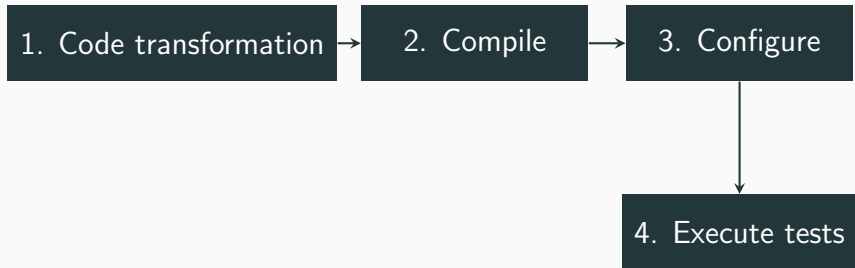 1. Code transformation
2. Compile
3. Configure
4. Execute tests